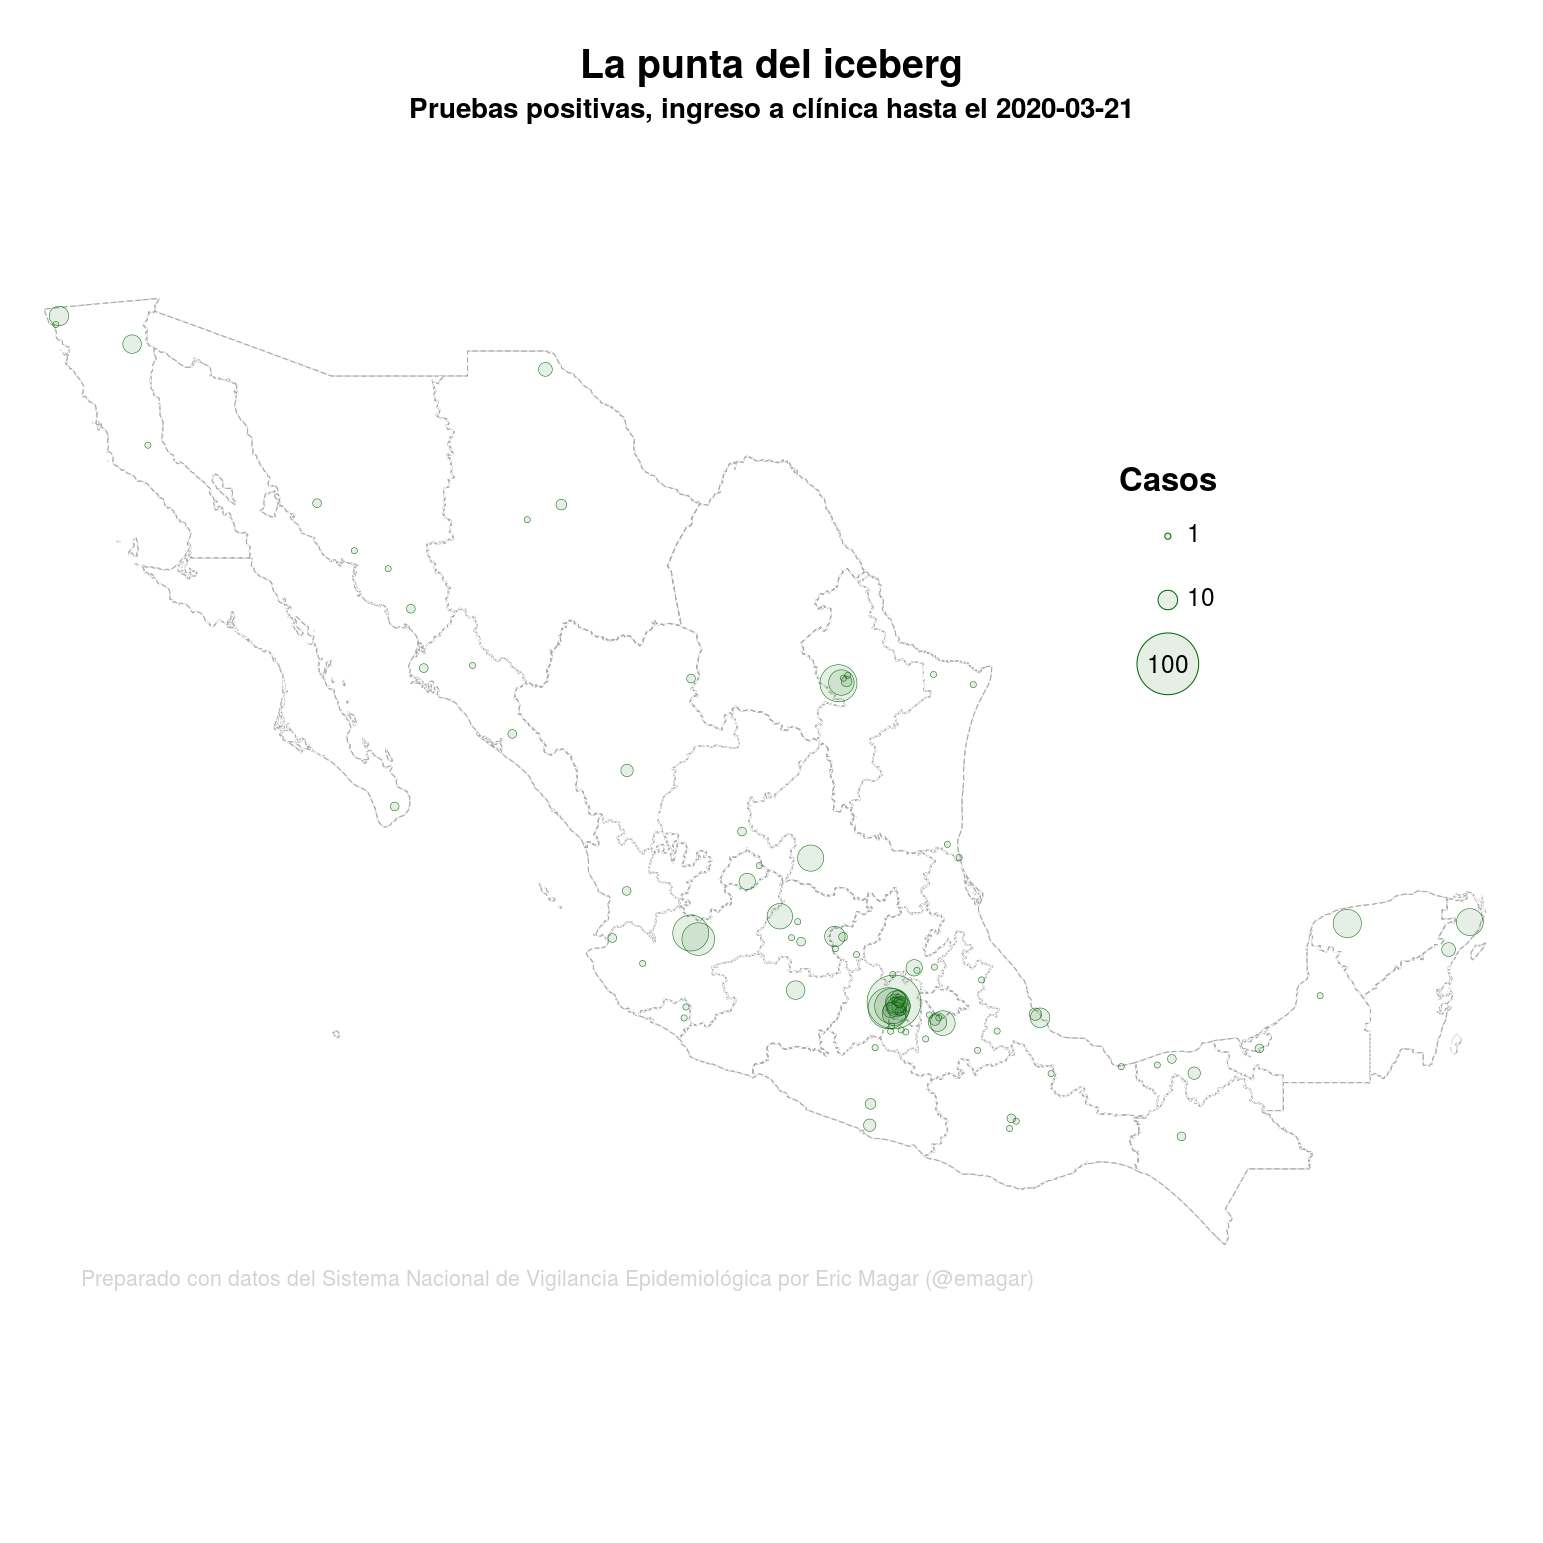 La punta del iceberg
Pruebas positivas, ingreso a clínica hasta el 2020-03-21
Casos
1
10
100
Preparado con datos del Sistema Nacional de Vigilancia Epidemiológica por Eric Magar (@emagar)